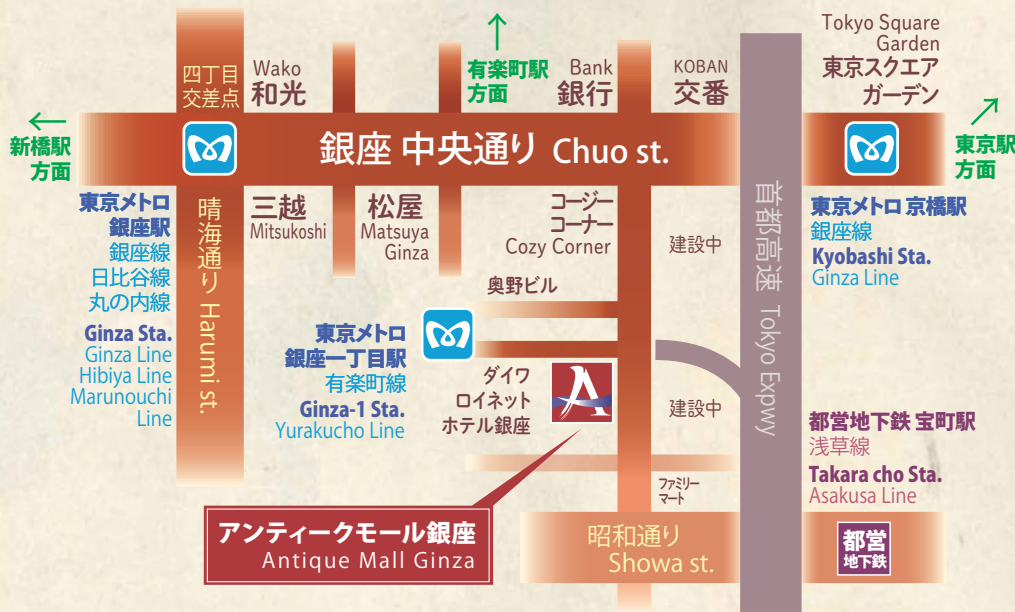 四丁目
交差点
Wako
和光
有楽町駅
方面
Bank
銀行
KOBAN
交番
Tokyo Square
Garden
東京スクエア
ガーデン
新橋駅
方面
銀座 中央通り Chuo st.
東京駅
方面
東京メトロ
銀座駅
銀座線
日比谷線
丸の内線
Ginza Sta.
Ginza Line
Hibiya Line
Marunouchi
Line
晴海通り Harumi st.
三越
Mitsukoshi
松屋
Matsuya
Ginza
コージー
コーナー
Cozy Corner
建設中
首都高速 Tokyo Expwy
東京メトロ 京橋駅
銀座線
Kyobashi Sta.
Ginza Line
奥野ビル
東京メトロ
銀座一丁目駅
有楽町線
Ginza-1 Sta.
Yurakucho Line
ダイワ
ロイネット
ホテル銀座
A
建設中
都営地下鉄 宝町駅
浅草線
Takara cho Sta.
Asakusa Line
ファミリー
マート
アンティークモール銀座
Antique Mall Ginza
昭和通り
Showa st.
都営
地下鉄